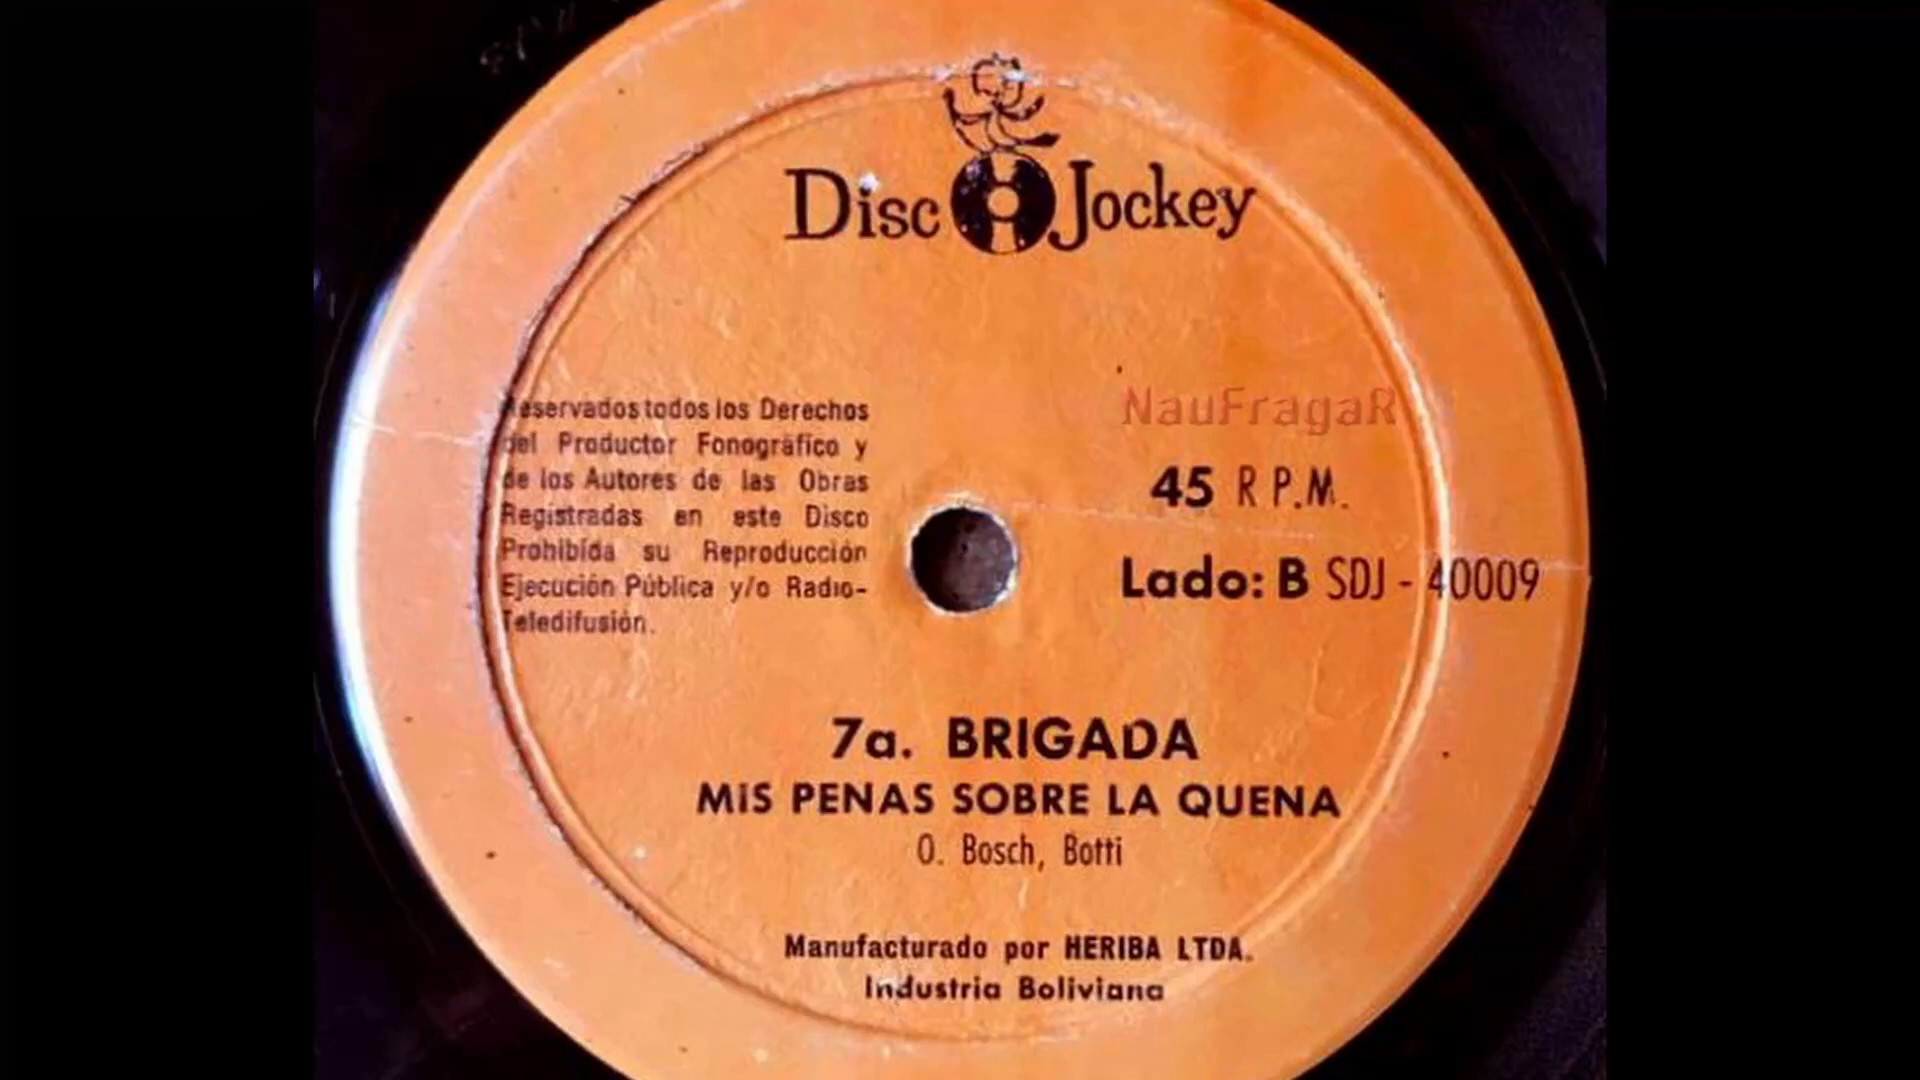 Disc Jockey
Reservados todos los Derechos
del Productor Fonográfico y
de los Autores de las Obras
Registradas en este Disco
Prohibida su Reproducción
Ejecución Pública y/o Radio-
Teledifusión.
NauFragaR
45 R P.M.
Lado: B SDJ - 40009
7a. BRIGADA
MIS PENAS SOBRE LA QUENA
O. Bosch, Botti
Manufacturado por HERIBA LTDA.
Industria Boliviana